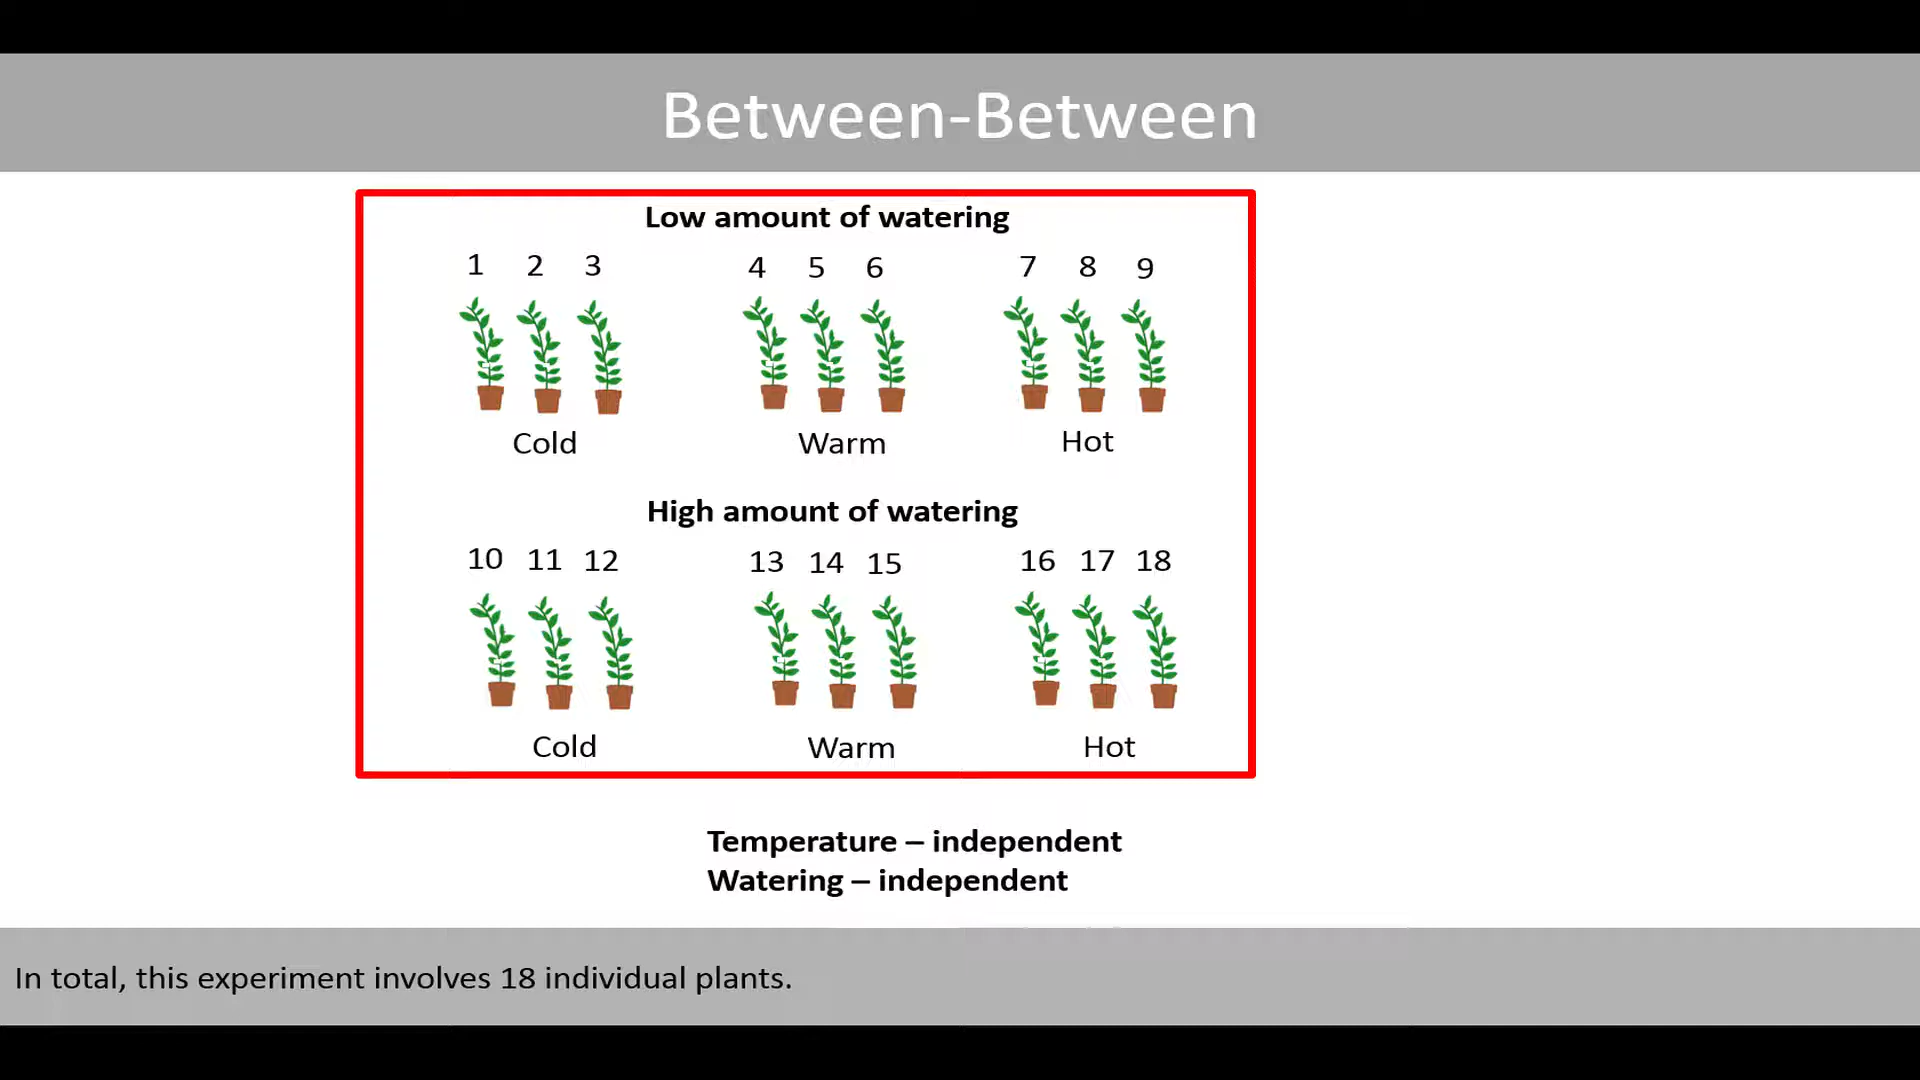 Between-Between
Low amount of watering
1 2 3 4 5 6 7 8 9
Cold Warm Hot
High amount of watering
10 11 12 13 14 15 16 17 18
Cold Warm Hot
Temperature – independent
Watering – independent
In total, this experiment involves 18 individual plants.